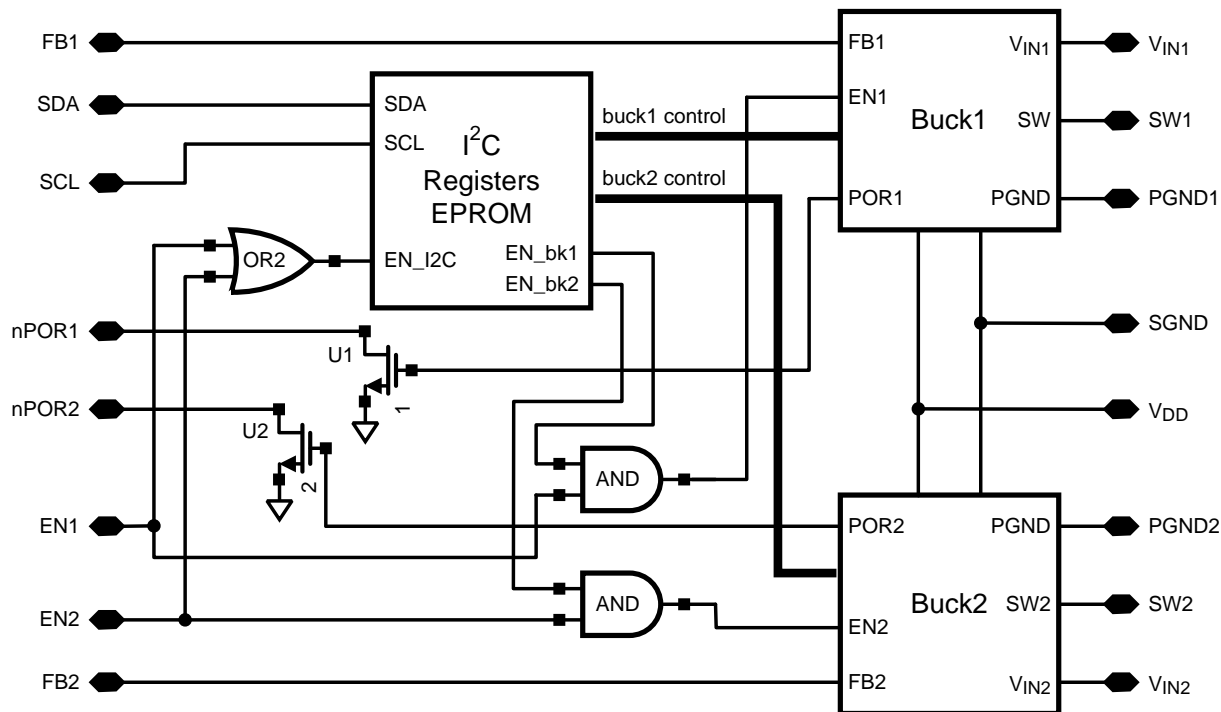 FB1
FB1
V_IN1
V_IN1
SDA
SDA
EN1
buck1 control
Buck1
SW
SW1
SCL
SCL
I²C
Registers
EPROM
buck2 control
POR1
PGND
PGND1
OR2
EN_I2C
EN_bk1
EN_bk2
nPOR1
U1
1
SGND
nPOR2
U2
2
V_DD
AND
EN1
POR2
PGND
PGND2
AND
Buck2
SW2
SW2
EN2
EN2
FB2
FB2
V_IN2
V_IN2